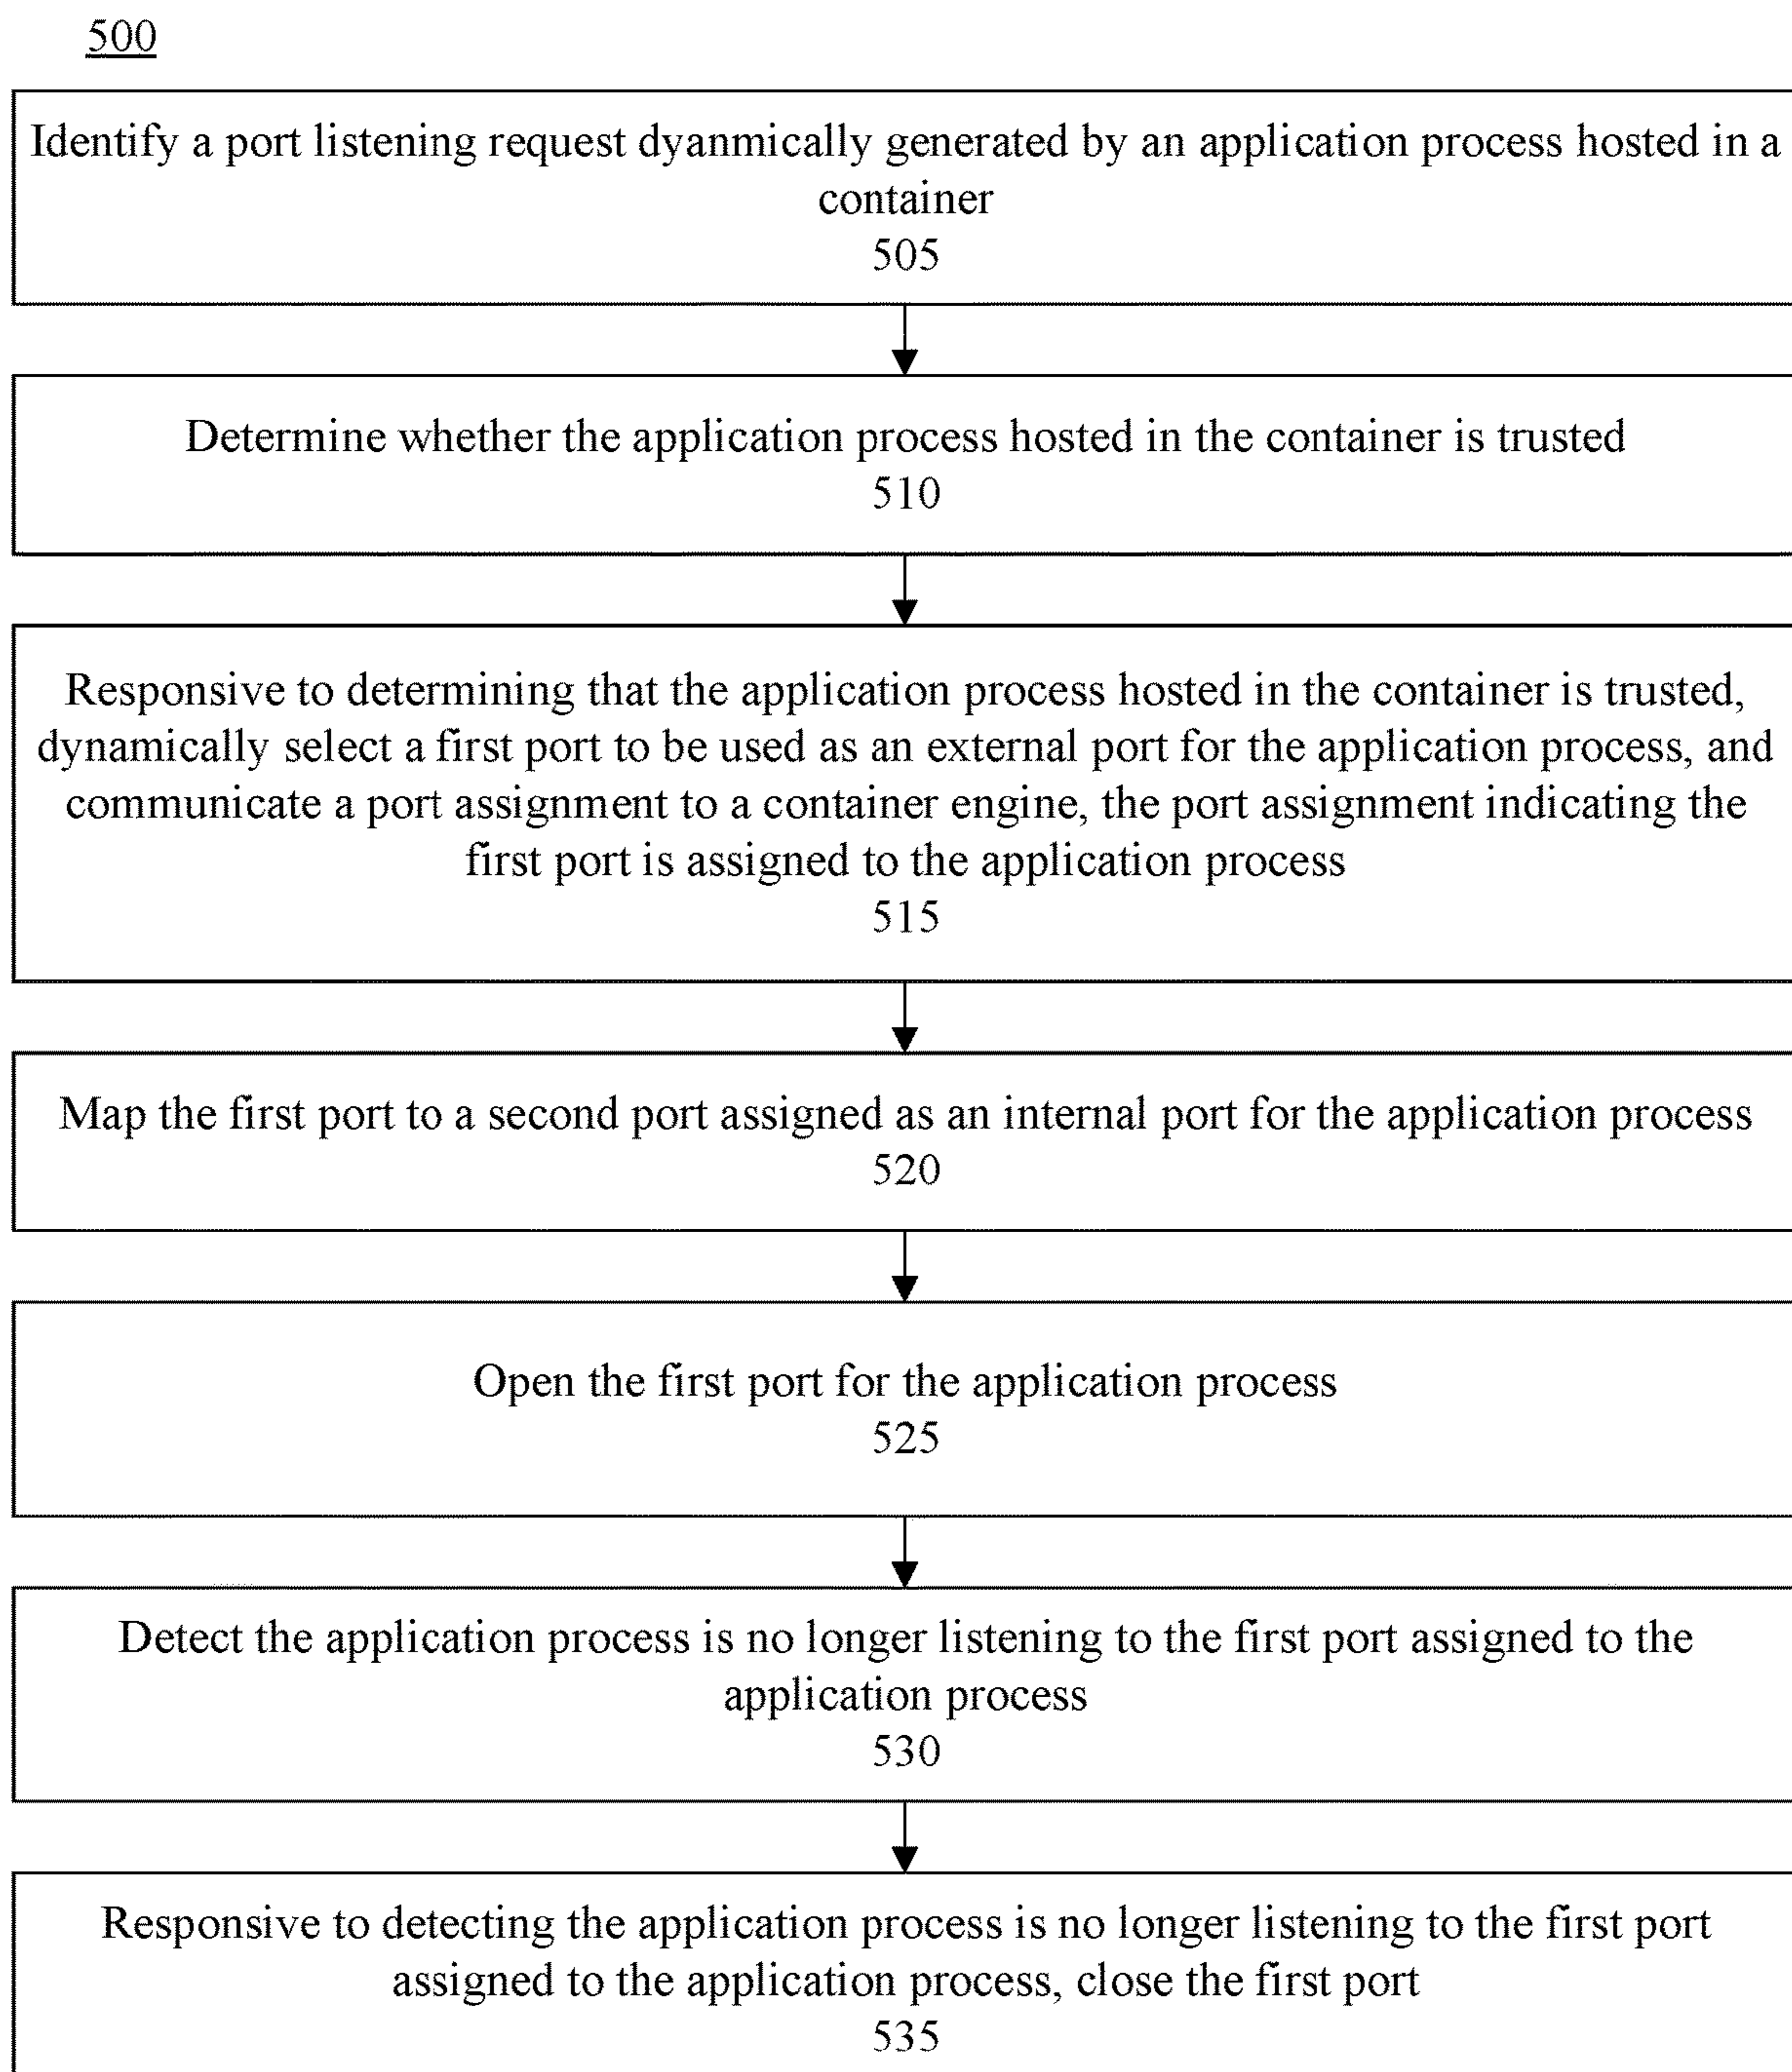 500
Identify a port listening request dyanmically generated by an application process hosted in a
container
505
Determine whether the application process hosted in the container is trusted
510
Responsive to determining that the application process hosted in the container is trusted,
dynamically select a first port to be used as an external port for the application process, and
communicate a port assignment to a container engine, the port assignment indicating the
first port is assigned to the application process
515
Map the first port to a second port assigned as an internal port for the application process
520
Open the first port for the application process
525
Detect the application process is no longer listening to the first port assigned to the
application process
530
Responsive to detecting the application process is no longer listening to the first port
assigned to the application process, close the first port
535